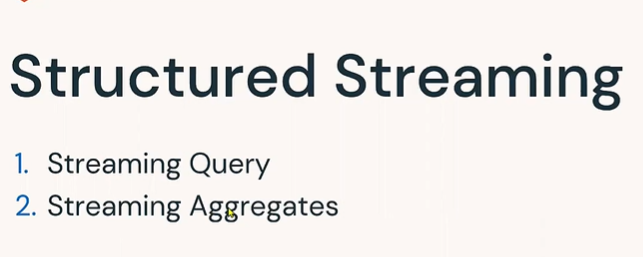 Structured Streaming
1. Streaming Query
2. Streaming Aggregates